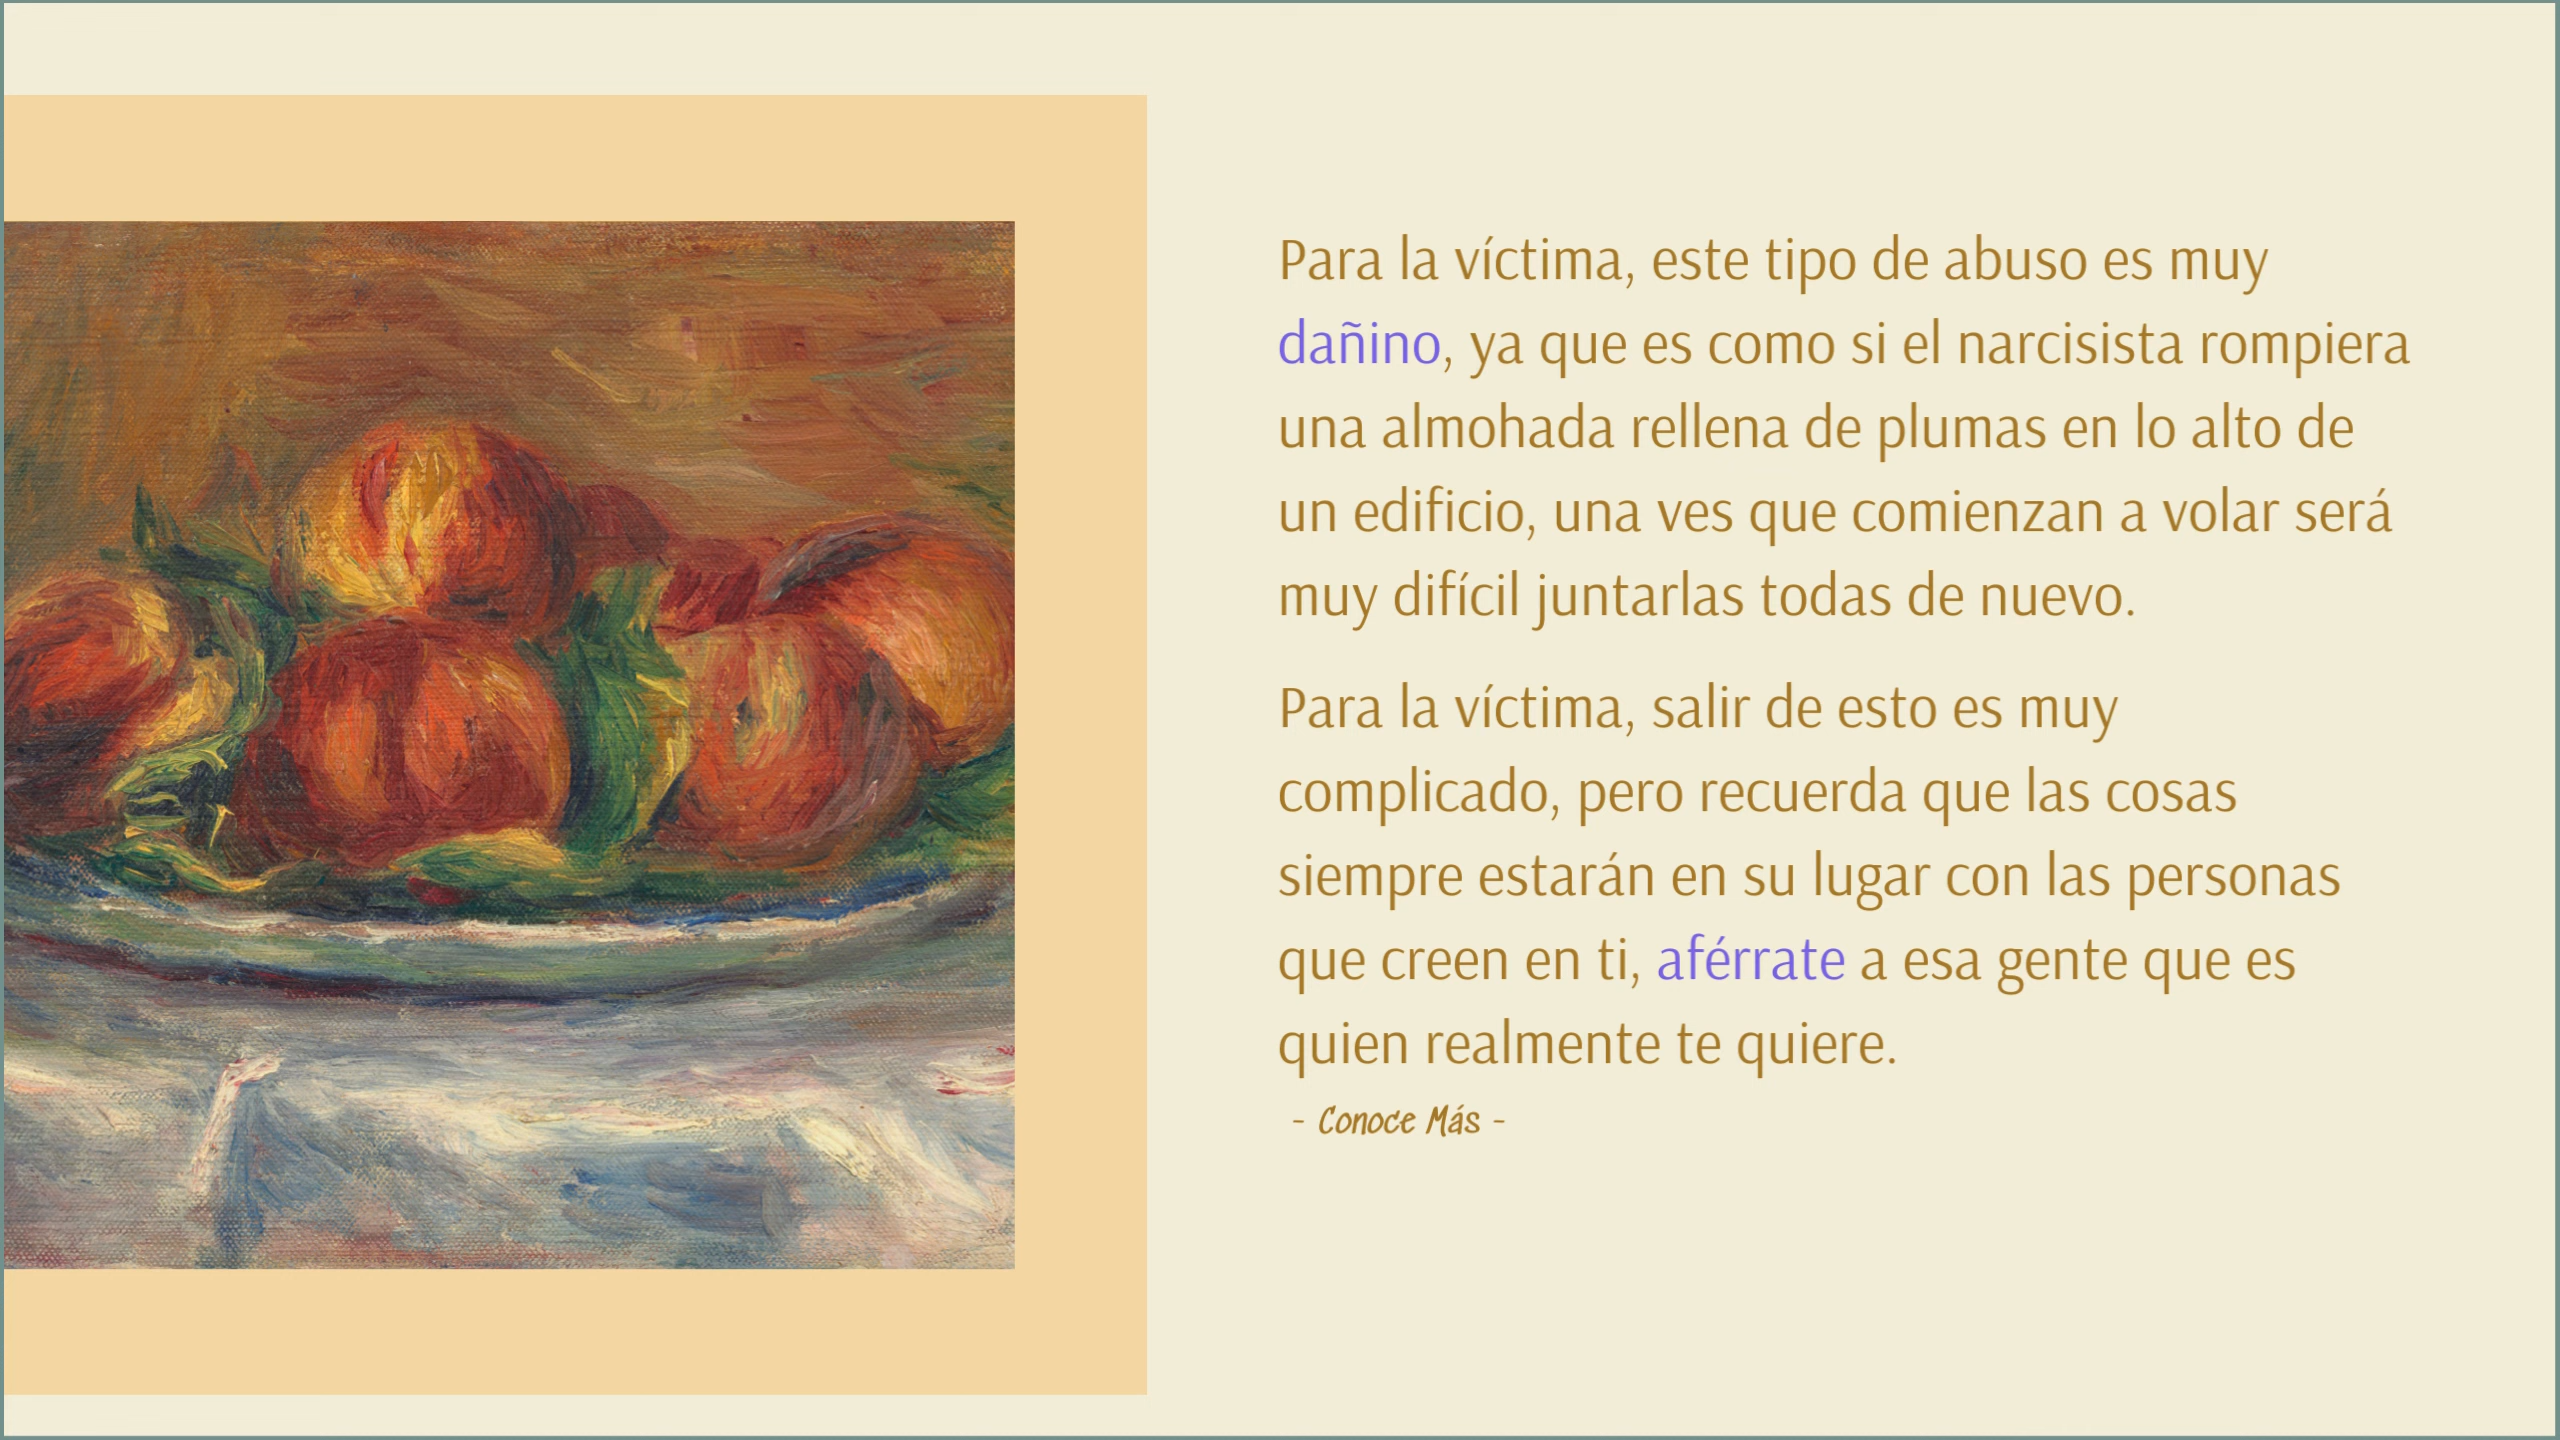 Para la víctima, este tipo de abuso es muy
dañino, ya que es como si el narcisista rompiera
una almohada rellena de plumas en lo alto de
un edificio, una ves que comienzan a volar será
muy difícil juntarlas todas de nuevo.
Para la víctima, salir de esto es muy
complicado, pero recuerda que las cosas
siempre estarán en su lugar con las personas
que creen en ti, aférrate a esa gente que es
quien realmente te quiere.
- Conoce Más -